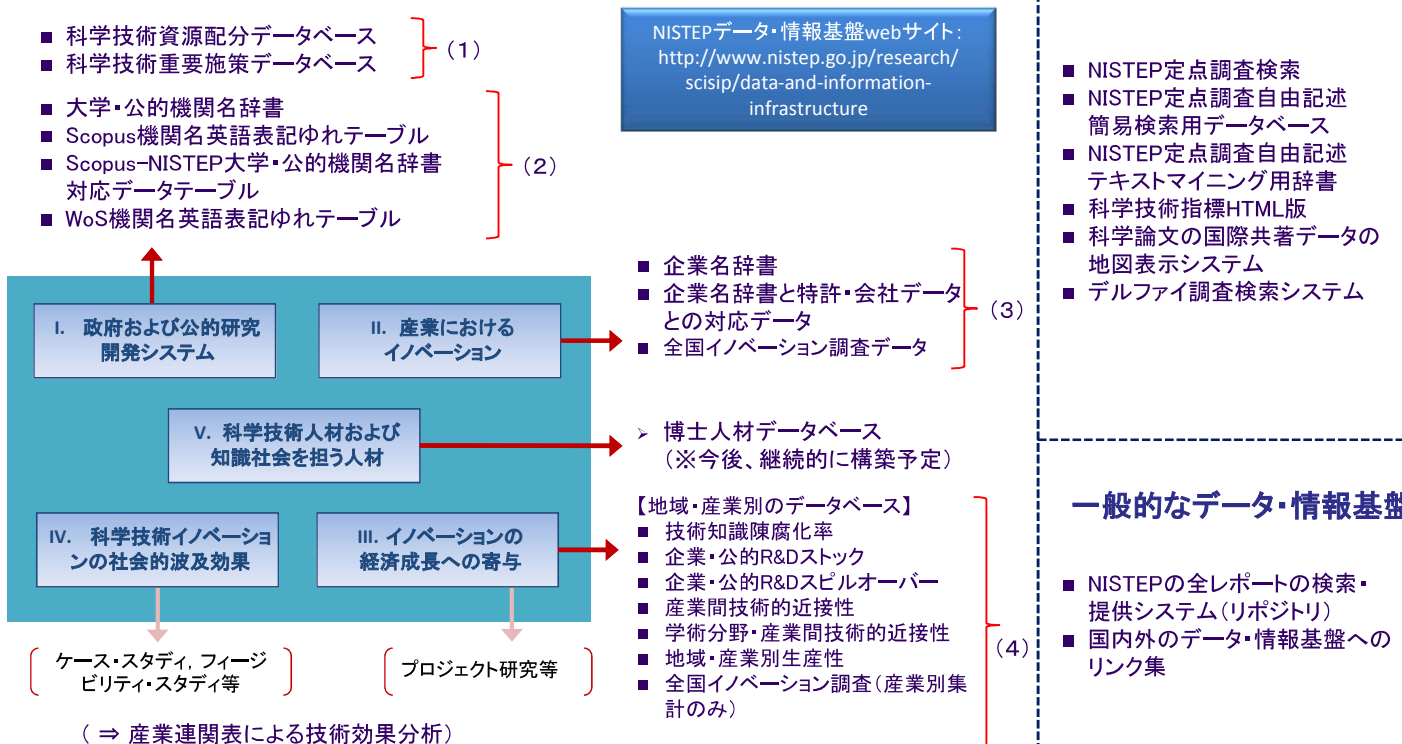 ■ 科学技術資源配分データベース
■ 科学技術重要施策データベース
(1)
■ 大学・公的機関名辞書
■ Scopus機関名英語表記ゆれテーブル
■ Scopus-NISTEP大学・公的機関名辞書
対応データテーブル
■ WoS機関名英語表記ゆれテーブル
(2)
NISTEPデータ・情報基盤webサイト:
http://www.nistep.go.jp/research/
scisip/data-and-information-
infrastructure
I. 政府および公的研究
開発システム
II. 産業における
イノベーション
V. 科学技術人材および
知識社会を担う人材
IV. 科学技術イノベーショ
ンの社会的波及効果
III. イノベーションの
経済成長への寄与
ケース・スタディ, フィージ
ビリティ・スタディ等
プロジェクト研究等
( ⇒ 産業連関表による技術効果分析)
■ 企業名辞書
■ 企業名辞書と特許・会社データ
との対応データ
■ 全国イノベーション調査データ
(3)
➢ 博士人材データベース
(※今後、継続的に構築予定)
【地域・産業別のデータベース】
■ 技術知識陳腐化率
■ 企業・公的R&Dストック
■ 企業・公的R&Dスピルオーバー
■ 産業間技術的近接性
■ 学術分野・産業間技術的近接性
■ 地域・産業別生産性
■ 全国イノベーション調査(産業別集
計のみ)
(4)
■ NISTEP定点調査検索
■ NISTEP定点調査自由記述
簡易検索用データベース
■ NISTEP定点調査自由記述
テキストマイニング用辞書
■ 科学技術指標HTML版
■ 科学論文の国際共著データの
地図表示システム
■ デルファイ調査検索システム
一般的なデータ・情報基盤
■ NISTEPの全レポートの検索・
提供システム(リポジトリ)
■ 国内外のデータ・情報基盤への
リンク集